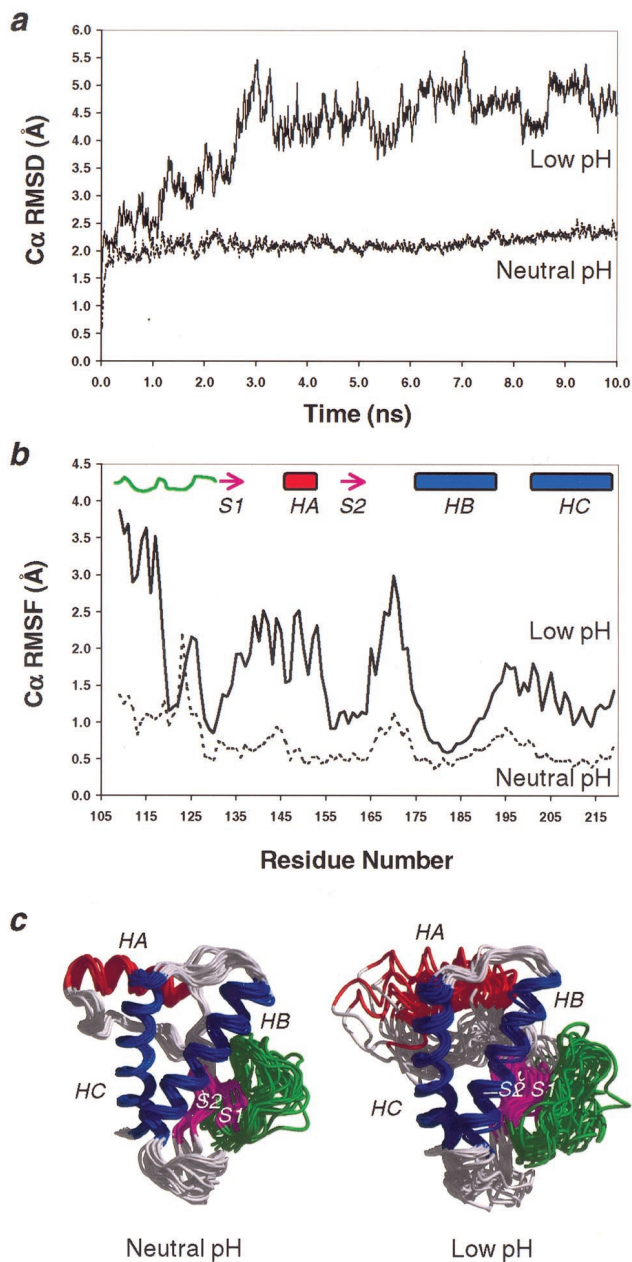 a
Cα RMSD (Å)
6.0
5.5
5.0
4.5
4.0
3.5
3.0
2.5
2.0
1.5
1.0
0.5
0.0
Low pH
Neutral pH
0.0 1.0 2.0 3.0 4.0 5.0 6.0 7.0 8.0 9.0 10.0
Time (ns)
b
Cα RMSF (Å)
4.5
4.0
3.5
3.0
2.5
2.0
1.5
1.0
0.5
0.0
S1 HA S2 HB HC
Low pH
Neutral pH
105 115 125 135 145 155 165 175 185 195 205 215
Residue Number
c
HA
HB
HC
S2
S1
Neutral pH
HA
HB
HC
S2 S1
Low pH